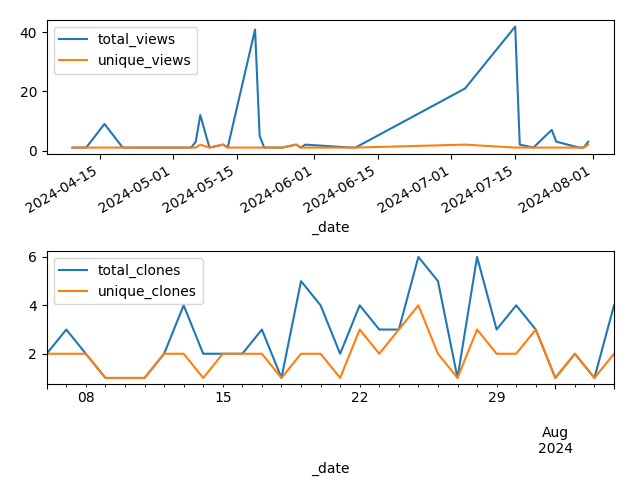 40
20
0
total_views
unique_views
2024-04-15
2024-05-01
2024-05-15
2024-06-01
2024-06-15
2024-07-01
2024-07-15
2024-08-01
_date
6
4
2
total_clones
unique_clones
08 15 22 29
Aug
2024
_date